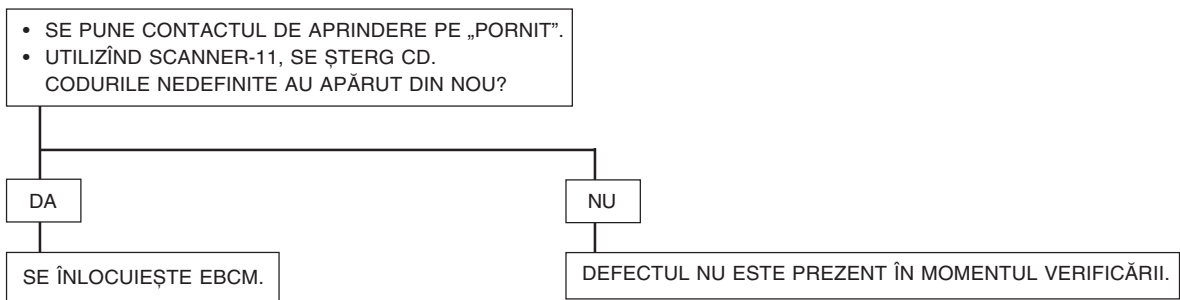 • SE PUNE CONTACTUL DE APRINDERE PE „PORNIT”.
• UTILIZÎND SCANNER-11, SE ȘTERG CD.
CODURILE NEDEFINITE AU APĂRUT DIN NOU?
DA
NU
SE ÎNLOCUIEȘTE EBCM.
DEFECTUL NU ESTE PREZENT ÎN MOMENTUL VERIFICĂRII.